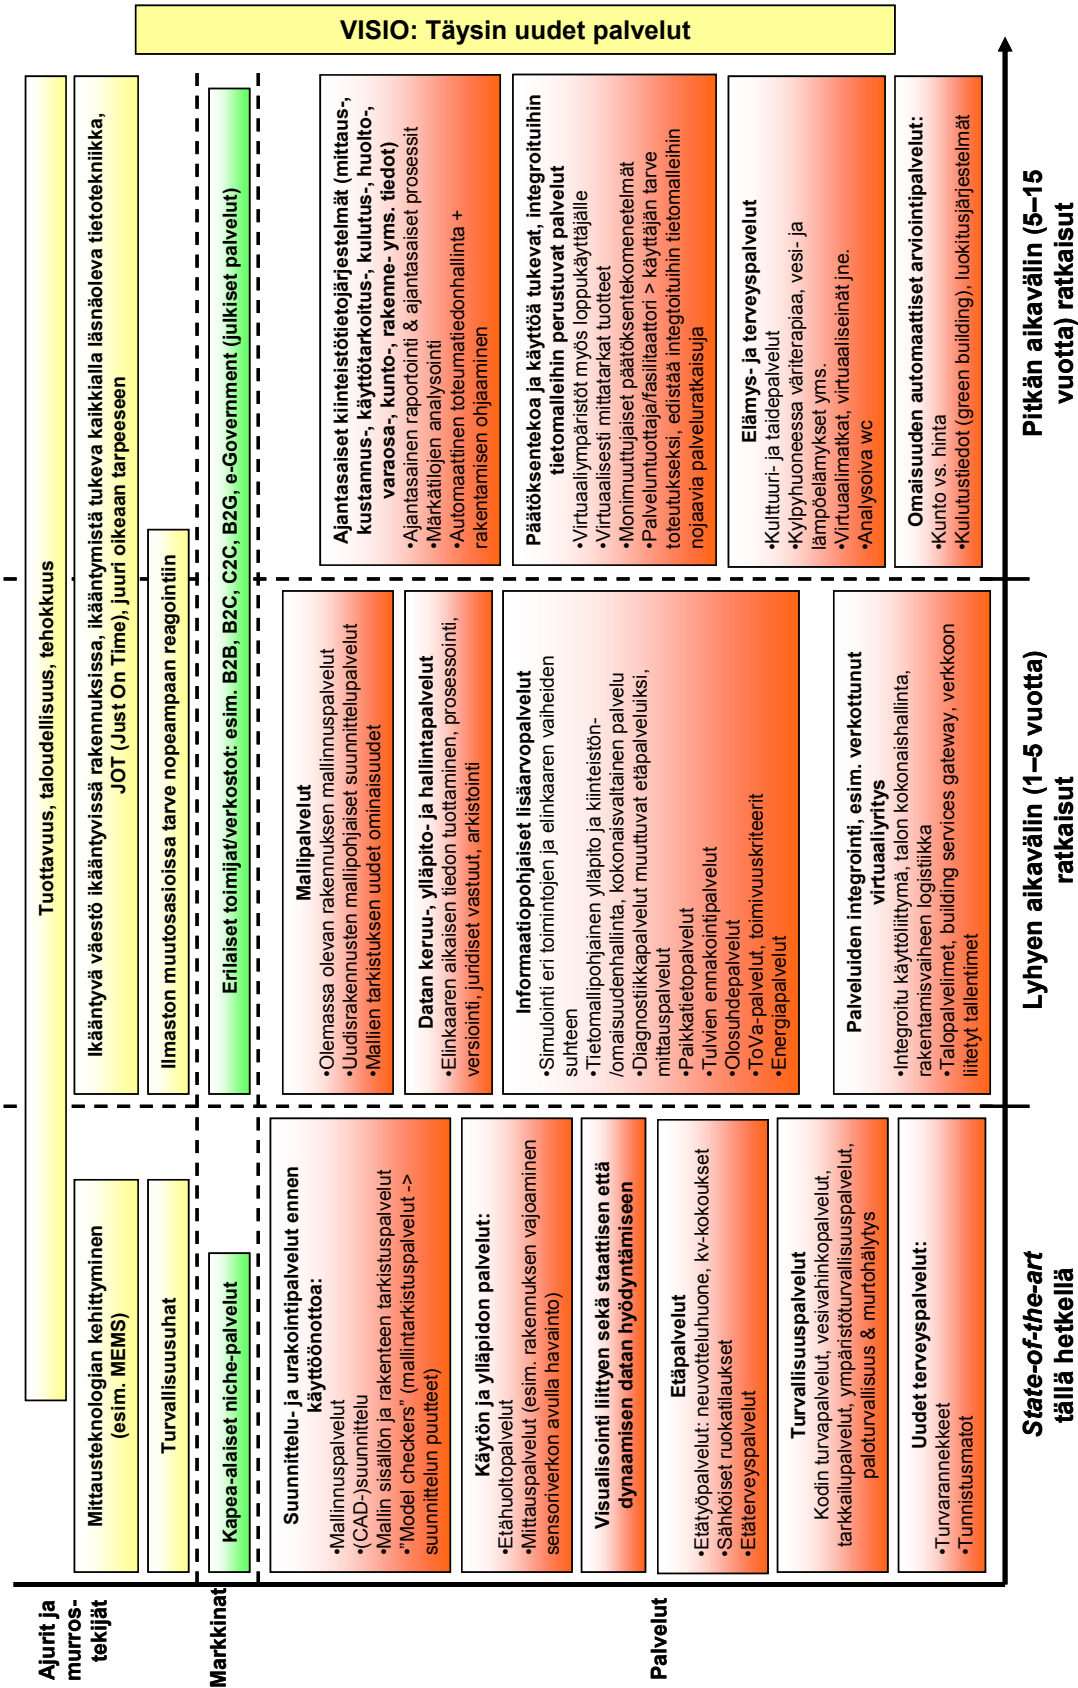 VISIO: Täysin uudet palvelut
Ajurit ja
murros-
tekijät
Tuottavuus, taloudellisuus, tehokkuus
Mittausteknologian kehittyminen
(esim. MEMS)
Ikääntyvä väestö ikääntyvissä rakennuksissa, ikääntymistä tukeva kaikkialla läsnäoleva tietotekniikka,
JOT (Just On Time), juuri oikeaan tarpeeseen
Turvallisuusuhat
Ilmaston muutosasioissa tarve nopeampaan reagointiin
Markkinat
Kapea-alaiset niche-palvelut
Erilaiset toimijat/verkostot: esim. B2B, B2C, C2C, B2G, e-Government (julkiset palvelut)
Palvelut
Suunnittelu- ja urakointipalvelut ennen
käyttöönottoa:
•Mallinnuspalvelut
•(CAD-)suunnittelu
•Mallin sisällön ja rakenteen tarkistuspalvelut
•"Model checkers" (mallintarkistuspalvelut ->
suunnittelun puutteet)
Käytön ja ylläpidon palvelut:
•Etähuoltopalvelut
•Mittauspalvelut (esim. rakennuksen vajoaminen
sensoriverkon avulla havainto)
Visualisointi liittyen sekä staattisen että
dynaamisen datan hyödyntämiseen
Etäpalvelut
•Etätyöpalvelut: neuvotteluhuone, kv-kokoukset
•Sähköiset ruokatilaukset
•Etäterveyspalvelut
Turvallisuuspalvelut
Kodin turvapalvelut, vesivahinkopalvelut,
tarkkailupalvelut, ympäristöturvallisuuspalvelut,
paloturvallisuus & murtohälytys
Uudet terveyspalvelut:
•Turvarannekkeet
•Tunnistusmatot
Mallipalvelut
•Olemassa olevan rakennuksen mallinnuspalvelut
•Uudisrakennusten mallipohjaiset suunnittelupalvelut
•Mallien tarkistuksen uudet ominaisuudet
Datan keruu-, ylläpito- ja hallintapalvelut
•Elinkaaren aikaisen tiedon tuottaminen, prosessointi,
versiointi, juridiset vastuut, arkistointi
Informaatiopohjaiset lisäarvopalvelut
•Simulointi eri toimintojen ja elinkaaren vaiheiden
suhteen
•Tietomallipohjainen ylläpito ja kiinteistön-
/omaisuudenhallinta, kokonaisvaltainen palvelu
•Diagnostiikkapalvelut muuttuvat etäpalveluiksi,
mittauspalvelut
•Paikkatietopalvelut
•Tulvien ennakointipalvelut
•Olosuhdepalvelut
•ToVa-palvelut, toimivuuskriteerit
•Energiapalvelut
Palveluiden integrointi, esim. verkottunut
virtuaaliyritys
•Integroitu käyttöliittymä, talon kokonaishallinta,
rakentamisvaiheen logistiikka
•Talopalvelimet, building services gateway, verkkoon
liitetyt tallentimet
Ajantasaiset kiinteistötietojärjestelmät (mittaus-,
kustannus-, käyttötarkoitus-, kulutus-, huolto-,
varaosa-, kunto-, rakenne- yms. tiedot)
•Ajantasainen raportointi & ajantasaiset prosessit
•Märkätilojen analysointi
•Automaattinen toteumatiedonhallinta +
rakentamisen ohjaaminen
Päätöksentekoa ja käyttöä tukevat, integroituihin
tietomalleihin perustuvat palvelut
•Virtuaalympäristöt myös loppukäyttäjälle
•Virtuaalisesti mittatarkat tuotteet
•Monimuuttujaiset päätöksentekomenetelmät
•Palveluntuottaja/fasilitaattori > käyttäjän tarve
toteutukseksi, edistää integtoituihin tietomalleihin
nojaavia palveluratkaisuja
Elämys- ja terveyspalvelut
•Kulttuuri- ja taidepalvelut
•Kylpyhuoneessa väriterapiaa, vesi- ja
lämpöelämykset yms.
•Virtuaalimatkat, virtuaaliseinät jne.
•Analysoiva wc
Omaisuuden automaattiset arviointipalvelut:
•Kunto vs. hinta
•Kulutustiedot (green building), luokitusjärjestelmät
State-of-the-art
tällä hetkellä
Lyhyen aikavälin (1–5 vuotta)
ratkaisut
Pitkän aikavälin (5–15
vuotta) ratkaisut